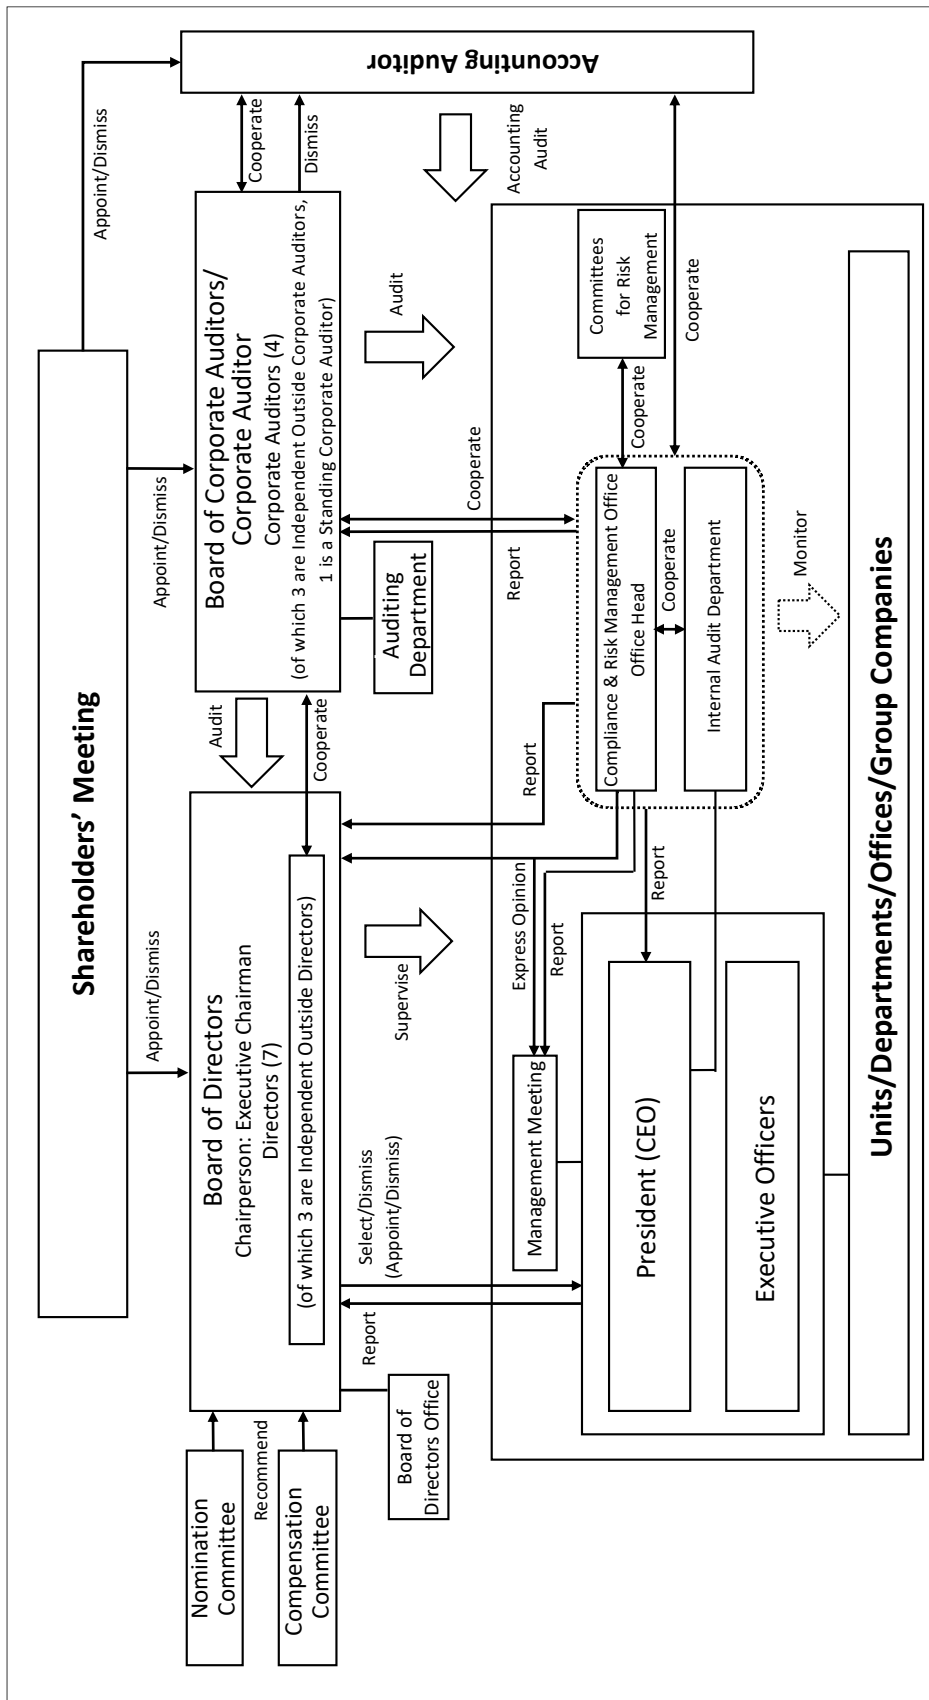 Shareholders' Meeting
Appoint/Dismiss
Appoint/Dismiss
Appoint/Dismiss
Nomination
Committee
Recommend
Compensation
Committee
Board of Directors
Chairperson: Executive Chairman
Directors (7)
(of which 3 are Independent Outside Directors)
Audit
Cooperate
Board of Corporate Auditors/
Corporate Auditor
Corporate Auditors (4)
(of which 3 are Independent Outside Corporate Auditors,
1 is a Standing Corporate Auditor)
Cooperate
Dismiss
Accounting
Auditor
Board of
Directors Office
Report
Select/Dismiss
(Appoint/Dismiss)
Supervise
Auditing
Department
Audit
Accounting
Audit
Management Meeting
Express Opinion
Report
Report
Report
Cooperate
Report
Committees
for Risk
Management
Cooperate
Cooperate
Compliance & Risk Management Office
Office Head
Cooperate
Internal Audit Department
President (CEO)
Executive Officers
Monitor
Units/Departments/Offices/Group Companies